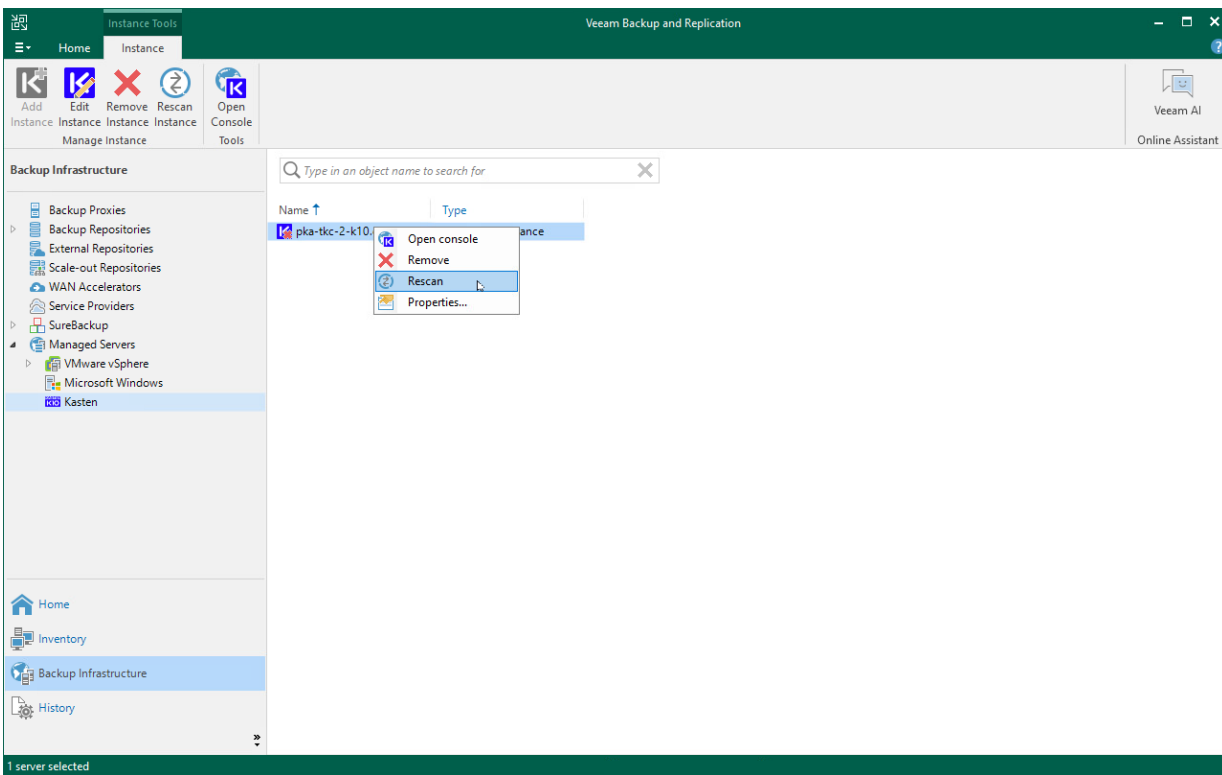 Instance Tools
Veeam Backup and Replication
Home
Instance
Add Instance
Edit Instance
Remove Instance
Rescan Instance
Open Console
Manage Instance
Tools
Veeam AI
Online Assistant
Backup Infrastructure
Type in an object name to search for
Backup Proxies
Backup Repositories
External Repositories
Scale-out Repositories
WAN Accelerators
Service Providers
SureBackup
Managed Servers
VMware vSphere
Microsoft Windows
K10 Kasten
Name
Type
pka-tkc-2-k10.
ance
Open console
Remove
Rescan
Properties...
Home
Inventory
Backup Infrastructure
History
1 server selected